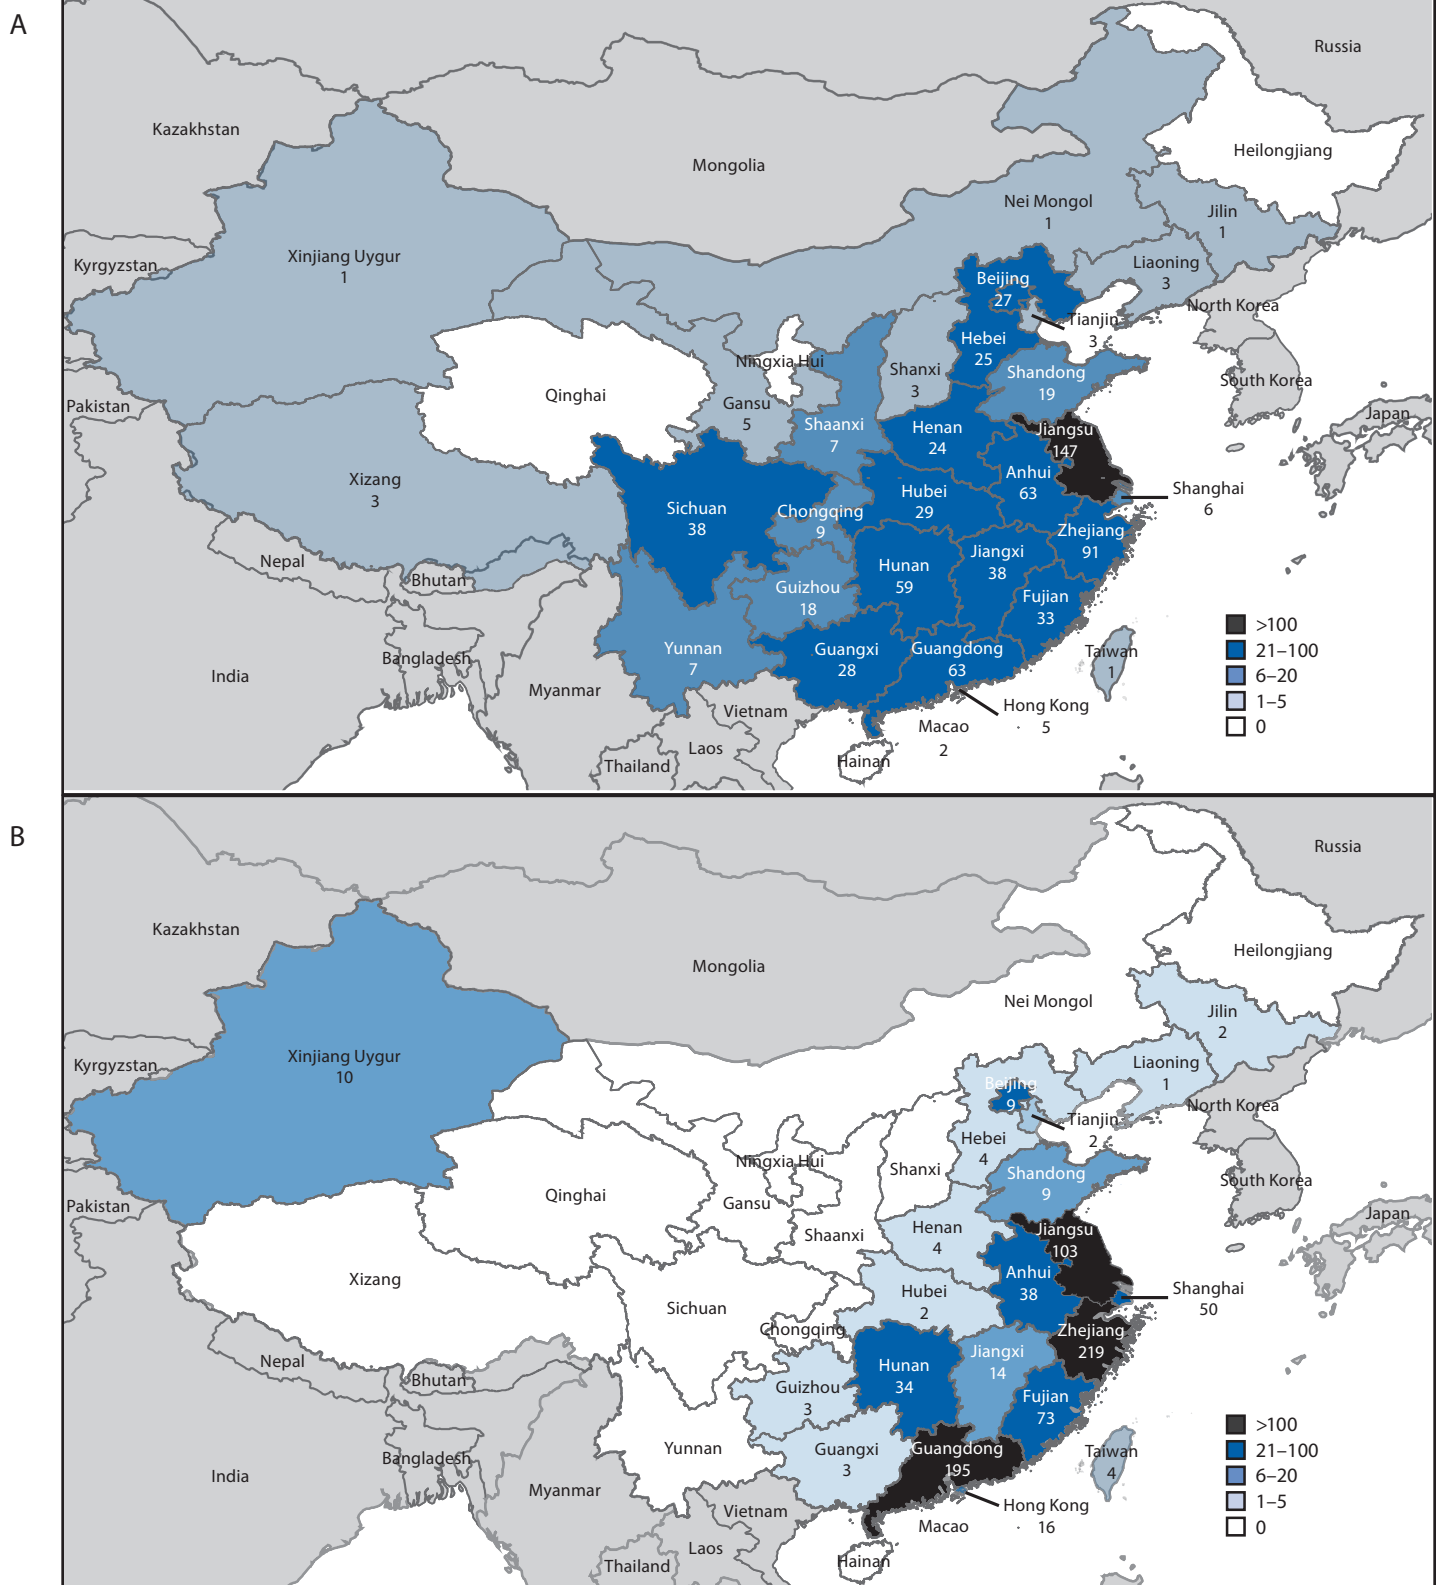 A
Russia
Kazakhstan
Heilongjiang
Mongolia
Nei Mongol
1
Jilin
1
Xinjiang Uygur
1
Kyrgyzstan
Liaoning
3
Beijing
27
North Korea
Tianjin
3
Hebei
25
Ningxia Hui
Shanxi
3
Shandong
19
South Korea
Qinghai
Gansu
5
Pakistan
Japan
Shaanxi
7
Henan
24
Jiangsu
147
Xizang
3
Anhui
63
Hubei
29
Shanghai
6
Sichuan
38
Chongqing
9
Zhejiang
91
Jiangxi
38
Nepal
Hunan
59
Bhutan
Guizhou
18
Fujian
33
>100
21–100
6–20
1–5
0
Yunnan
7
Guangxi
28
Guangdong
63
Taiwan
1
Bangladesh
India
Myanmar
Vietnam
Hong Kong
5
Macao
2
Laos
Thailand
Hainan
B
Russia
Kazakhstan
Heilongjiang
Mongolia
Nei Mongol
Jilin
2
Xinjiang Uygur
10
Kyrgyzstan
Liaoning
1
Beijing
9
North Korea
Tianjin
2
Hebei
4
Ningxia Hui
Shanxi
Shandong
9
South Korea
Qinghai
Gansu
Pakistan
Japan
Shaanxi
Henan
4
Jiangsu
103
Xizang
Anhui
38
Hubei
2
Shanghai
50
Sichuan
Chongqing
Zhejiang
219
Jiangxi
14
Nepal
Hunan
34
Bhutan
Guizhou
3
Fujian
73
>100
21–100
6–20
1–5
0
Yunnan
Guangxi
3
Guangdong
195
Taiwan
4
Bangladesh
India
Myanmar
Vietnam
Hong Kong
16
Macao
Laos
Thailand
Hainan